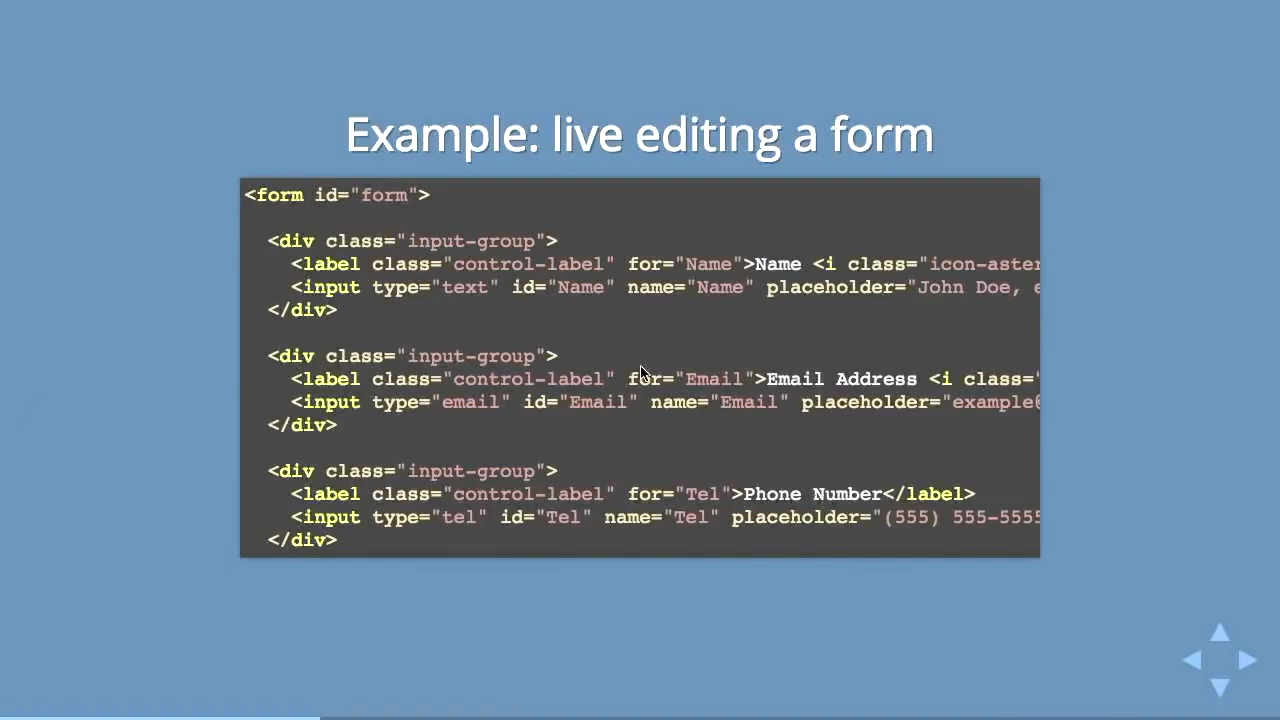 Example: live editing a form
<form id="form">
<div class="input-group">
<label class="control-label" for="Name">Name <i class="icon-aster
<input type="text" id="Name" name="Name" placeholder="John Doe, e
</div>
<div class="input-group">
<label class="control-label" for="Email">Email Address <i class="
<input type="email" id="Email" name="Email" placeholder="example@
</div>
<div class="input-group">
<label class="control-label" for="Tel">Phone Number</label>
<input type="tel" id="Tel" name="Tel" placeholder="(555) 555-5555
</div>